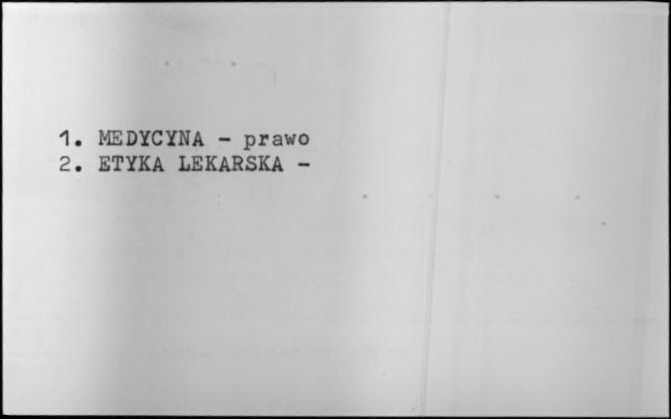 1. MEDYCYNA - prawo
2. ETYKA LEKARSKA -